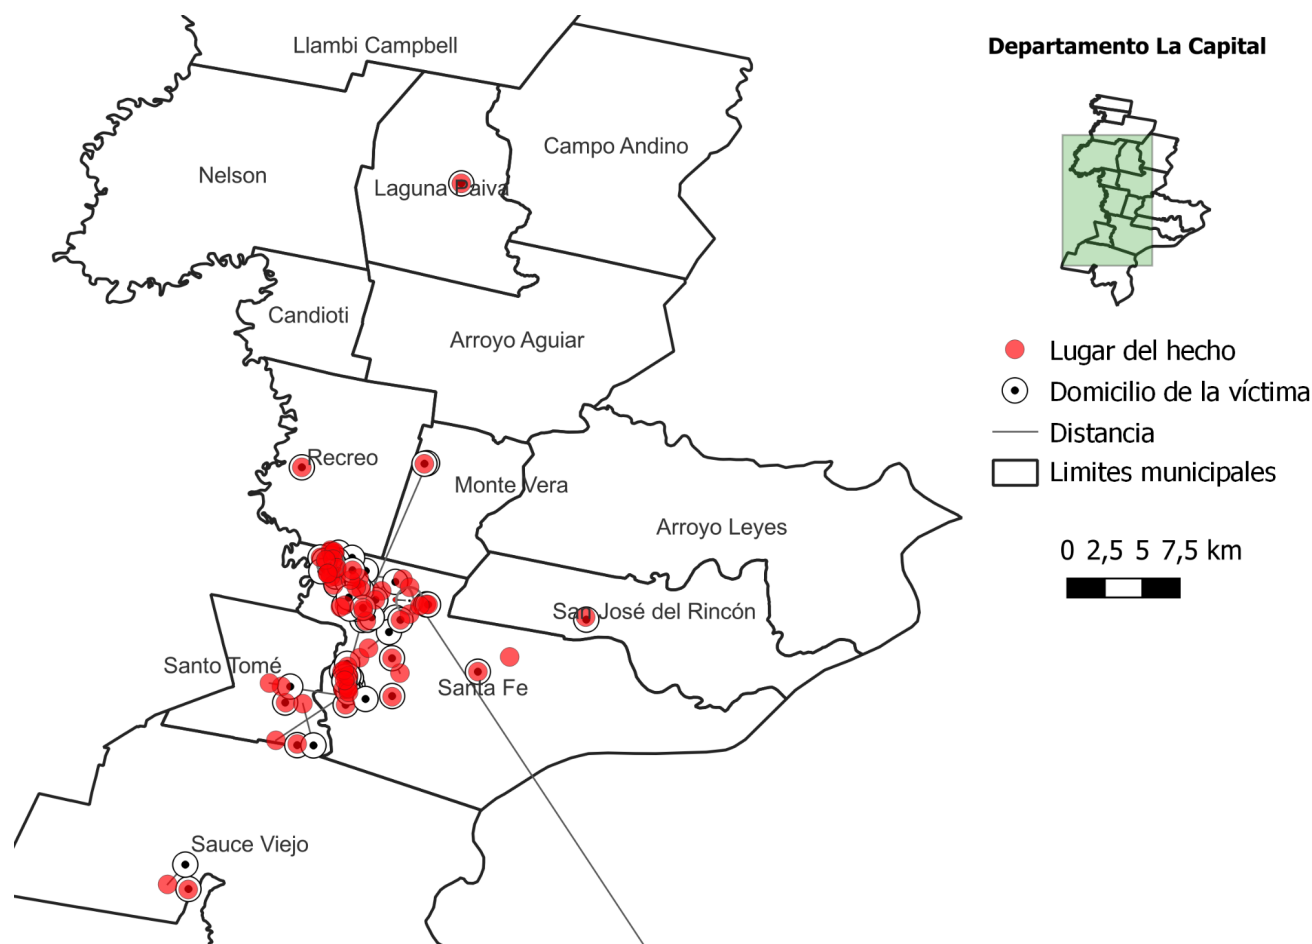 Departamento La Capital
Llambi Campbell
Campo Andino
Nelson
Laguna Paiva
Candioti
Arroyo Aguiar
Lugar del hecho
Domicilio de la víctima
Distancia
Limites municipales
Recreo
Monte Vera
Arroyo Leyes
0 2,5 5 7,5 km
San José del Rincón
Santo Tomé
Santa Fe
Sauce Viejo